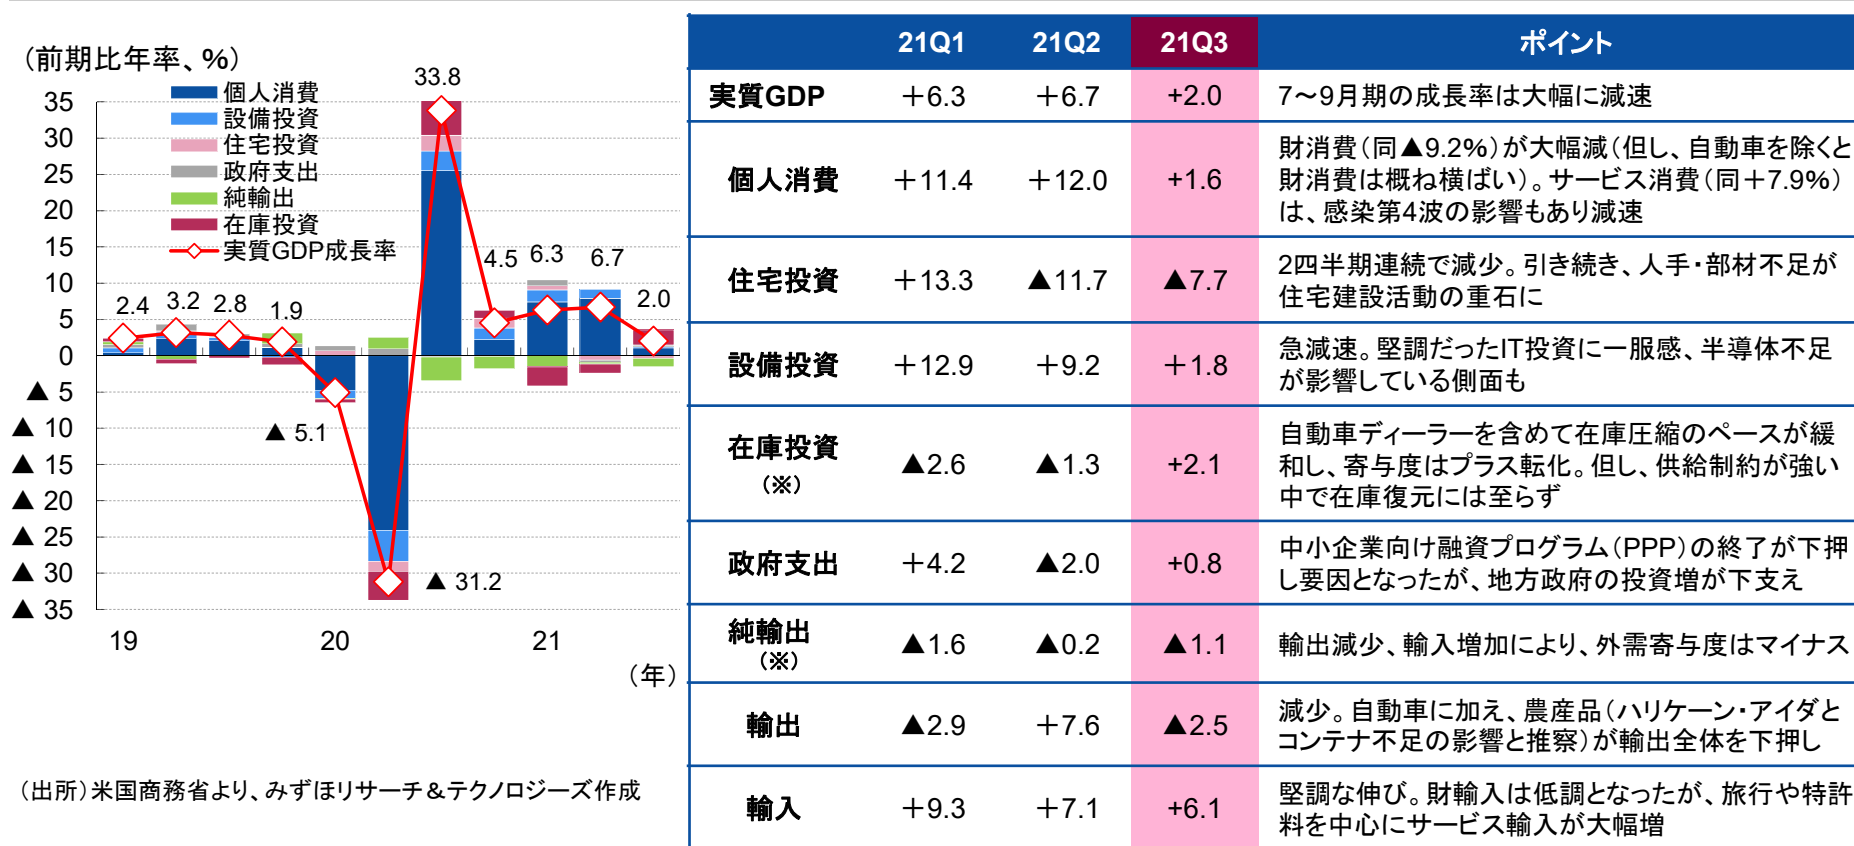 （前期比年率、%）
個人消費
設備投資
住宅投資
政府支出
純輸出
在庫投資
実質GDP成長率
35
30
25
20
15
10
5
0
▲ 5
▲ 10
▲ 15
▲ 20
▲ 25
▲ 30
▲ 35
2.4
3.2
2.8
1.9
▲ 5.1
▲ 31.2
33.8
4.5
6.3
6.7
2.0
19
20
21
（年）
（出所）米国商務省より、みずほリサーチ＆テクノロジーズ作成
21Q1 21Q2 21Q3 ポイント
実質GDP ＋6.3 ＋6.7 +2.0 7～9月期の成長率は大幅に減速
個人消費 ＋11.4 ＋12.0 +1.6
財消費（同▲9.2%）が大幅減（但し、自動車を除くと
財消費は概ね横ばい）。サービス消費（同＋7.9%）
は、感染第4波の影響もあり減速
住宅投資 ＋13.3 ▲11.7 ▲7.7
2四半期連続で減少。引き続き、人手・部材不足が
住宅建設活動の重石に
設備投資 ＋12.9 ＋9.2 ＋1.8
急減速。堅調だったIT投資に一服感、半導体不足
が影響している側面も
在庫投資
（※）
▲2.6 ▲1.3 +2.1
自動車ディーラーを含めて在庫圧縮のペースが緩
和し、寄与度はプラス転化。但し、供給制約が強い
中で在庫復元には至らず
政府支出 ＋4.2 ▲2.0 +0.8
中小企業向け融資プログラム（PPP）の終了が下押
し要因となったが、地方政府の投資増が下支え
純輸出
（※）
▲1.6 ▲0.2 ▲1.1 輸出減少、輸入増加により、外需寄与度はマイナス
輸出 ▲2.9 ＋7.6 ▲2.5
減少。自動車に加え、農産品（ハリケーン・アイダと
コンテナ不足の影響と推察）が輸出全体を下押し
輸入 ＋9.3 ＋7.1 +6.1
堅調な伸び。財輸入は低調となったが、旅行や特許
料を中心にサービス輸入が大幅増